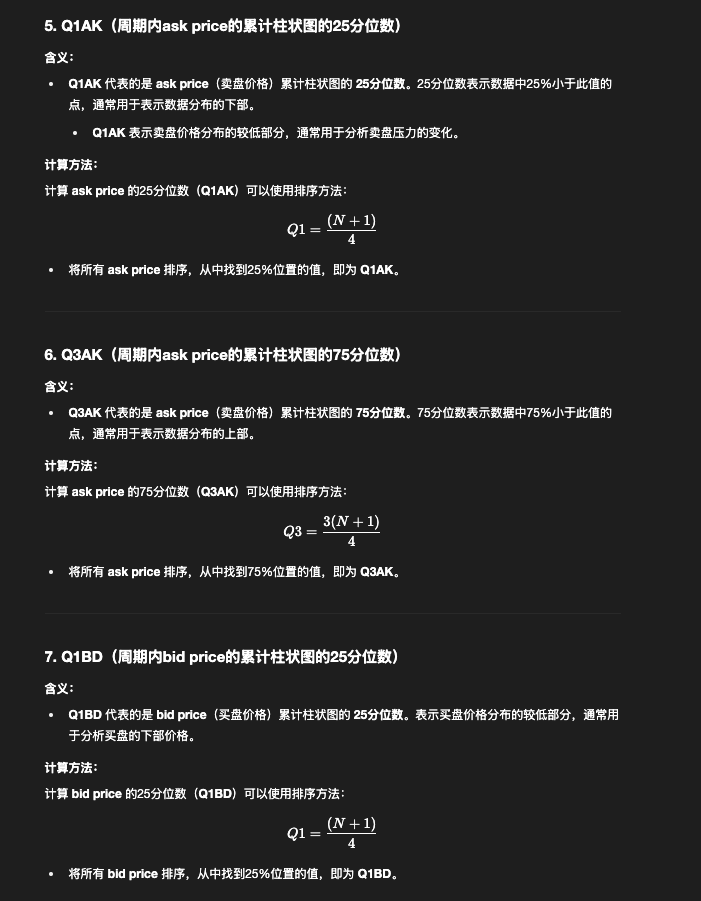 5. Q1AK（周期内ask price的累计柱状图的25分位数）
含义：
• Q1AK 代表的是 ask price（卖盘价格）累计柱状图的 25分位数。25分位数表示数据中25%小于此值的
点，通常用于表示数据分布的下部。
• Q1AK 表示卖盘价格分布的较低部分，通常用于分析卖盘压力的变化。
计算方法：
计算 ask price 的25分位数（Q1AK）可以使用排序方法：
Q1 = (N + 1) / 4
• 将所有 ask price 排序，从中找到25%位置的值，即为 Q1AK。
6. Q3AK（周期内ask price的累计柱状图的75分位数）
含义：
• Q3AK 代表的是 ask price（卖盘价格）累计柱状图的 75分位数。75分位数表示数据中75%小于此值的
点，通常用于表示数据分布的上部。
计算方法：
计算 ask price 的75分位数（Q3AK）可以使用排序方法：
Q3 = 3(N + 1) / 4
• 将所有 ask price 排序，从中找到75%位置的值，即为 Q3AK。
7. Q1BD（周期内bid price的累计柱状图的25分位数）
含义：
• Q1BD 代表的是 bid price（买盘价格）累计柱状图的 25分位数。表示买盘价格分布的较低部分，通常用
于分析买盘的下部价格。
计算方法：
计算 bid price 的25分位数（Q1BD）可以使用排序方法：
Q1 = (N + 1) / 4
• 将所有 bid price 排序，从中找到25%位置的值，即为 Q1BD。